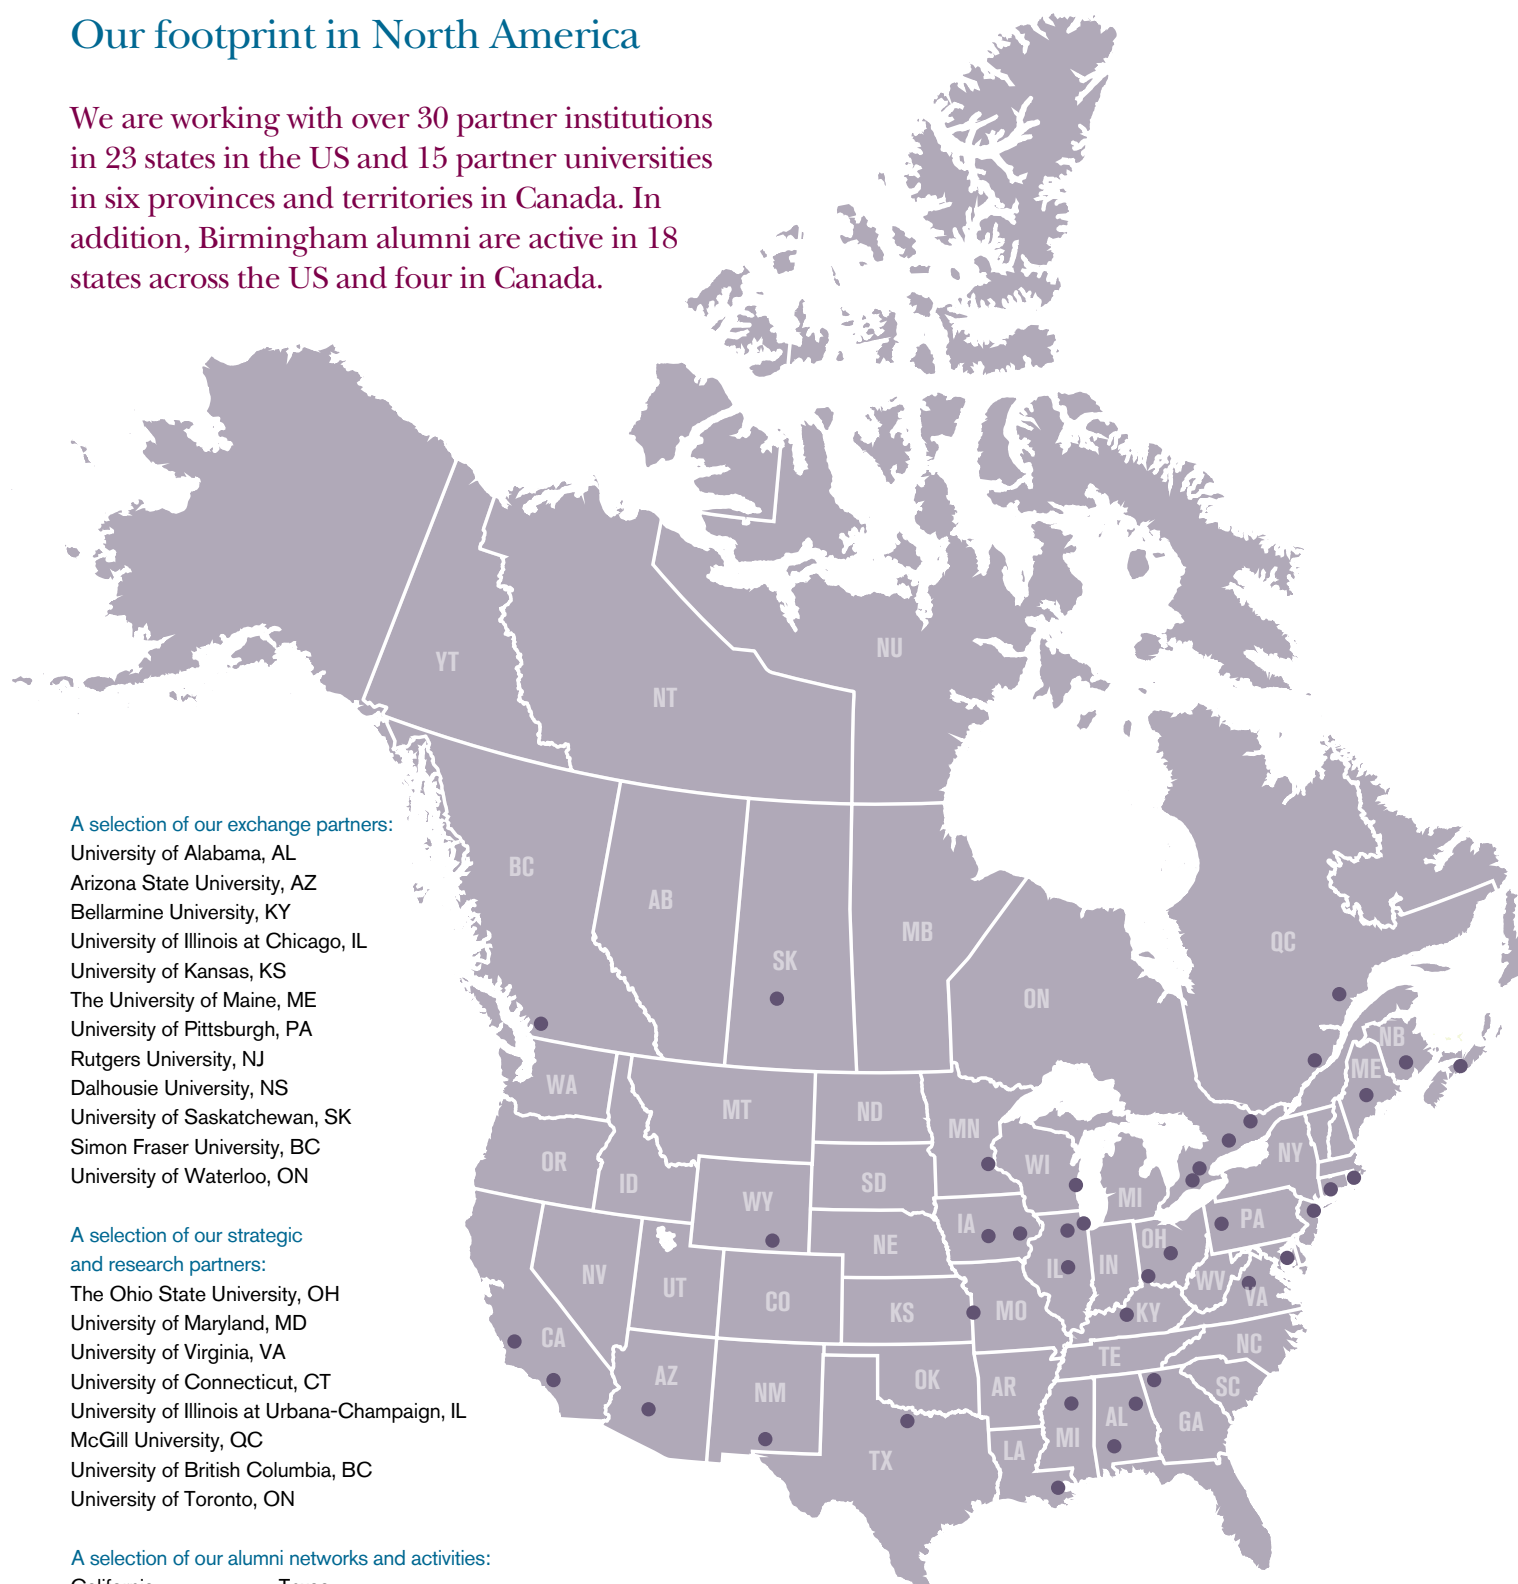 Our footprint in North America
We are working with over 30 partner institutions
in 23 states in the US and 15 partner universities
in six provinces and territories in Canada. In
addition, Birmingham alumni are active in 18
states across the US and four in Canada.
YT
NT
NU
A selection of our exchange partners:
University of Alabama, AL
Arizona State University, AZ
Bellarmine University, KY
University of Illinois at Chicago, IL
University of Kansas, KS
The University of Maine, ME
University of Pittsburgh, PA
Rutgers University, NJ
Dalhousie University, NS
University of Saskatchewan, SK
Simon Fraser University, BC
University of Waterloo, ON
A selection of our strategic
and research partners:
The Ohio State University, OH
University of Maryland, MD
University of Virginia, VA
University of Connecticut, CT
University of Illinois at Urbana-Champaign, IL
McGill University, QC
University of British Columbia, BC
University of Toronto, ON
A selection of our alumni networks and activities:
BC
AB
SK
MB
ON
QC
NB
ME
WA
MT
ND
MN
OR
ID
WY
SD
WI
MI
NY
IA
NE
IL
IN
OH
PA
NV
UT
CO
KS
MO
WV
VA
KY
CA
AZ
NM
OK
AR
TE
NC
SC
TX
LA
MI
AL
GA